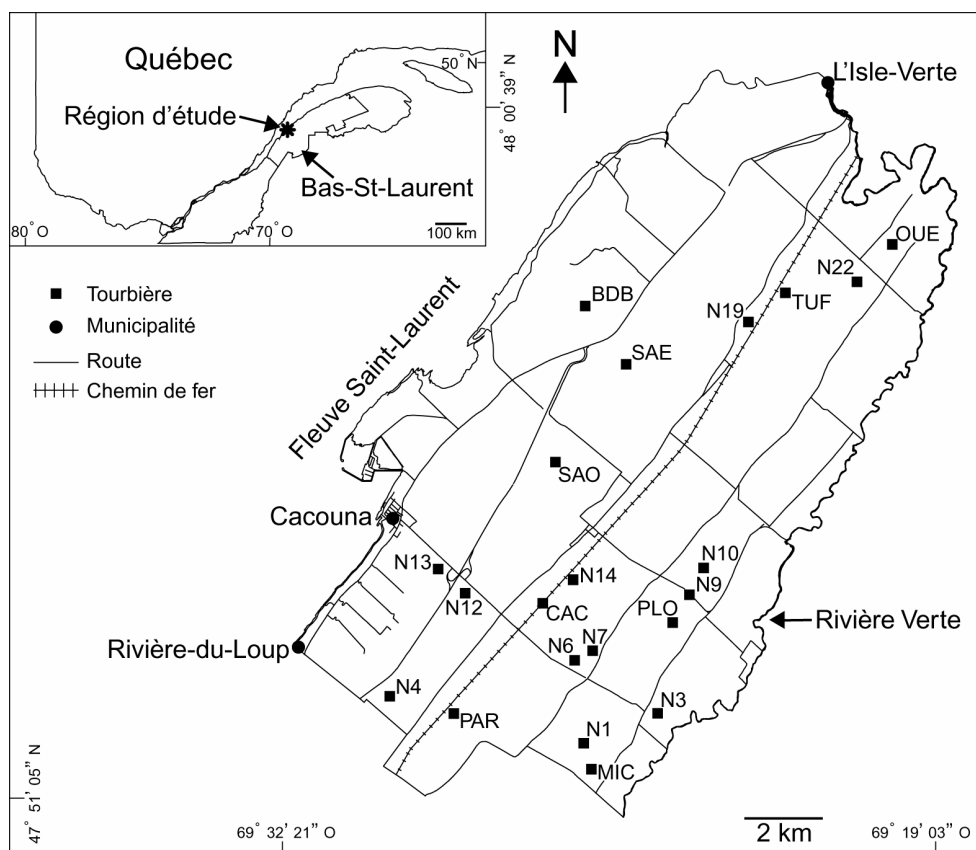 Québec
Région d'étude
Bas-St-Laurent
50° N
80°
70°
100 km
N
L'Isle-Verte
48° 00' 39" N
Tourbière
Municipalité
Route
Chemin de fer
Fleuve Saint-Laurent
OUE
N22
TUF
N19
BDB
SAE
SAO
Cacouna
N13
N12
N14
CAC
N10
N9
PLO
N7
N6
Rivière Verte
Rivière-du-Loup
N4
PAR
N3
N1
MIC
47° 51' 05" N
2 km
69° 32' 21" O
69° 19' 03" O